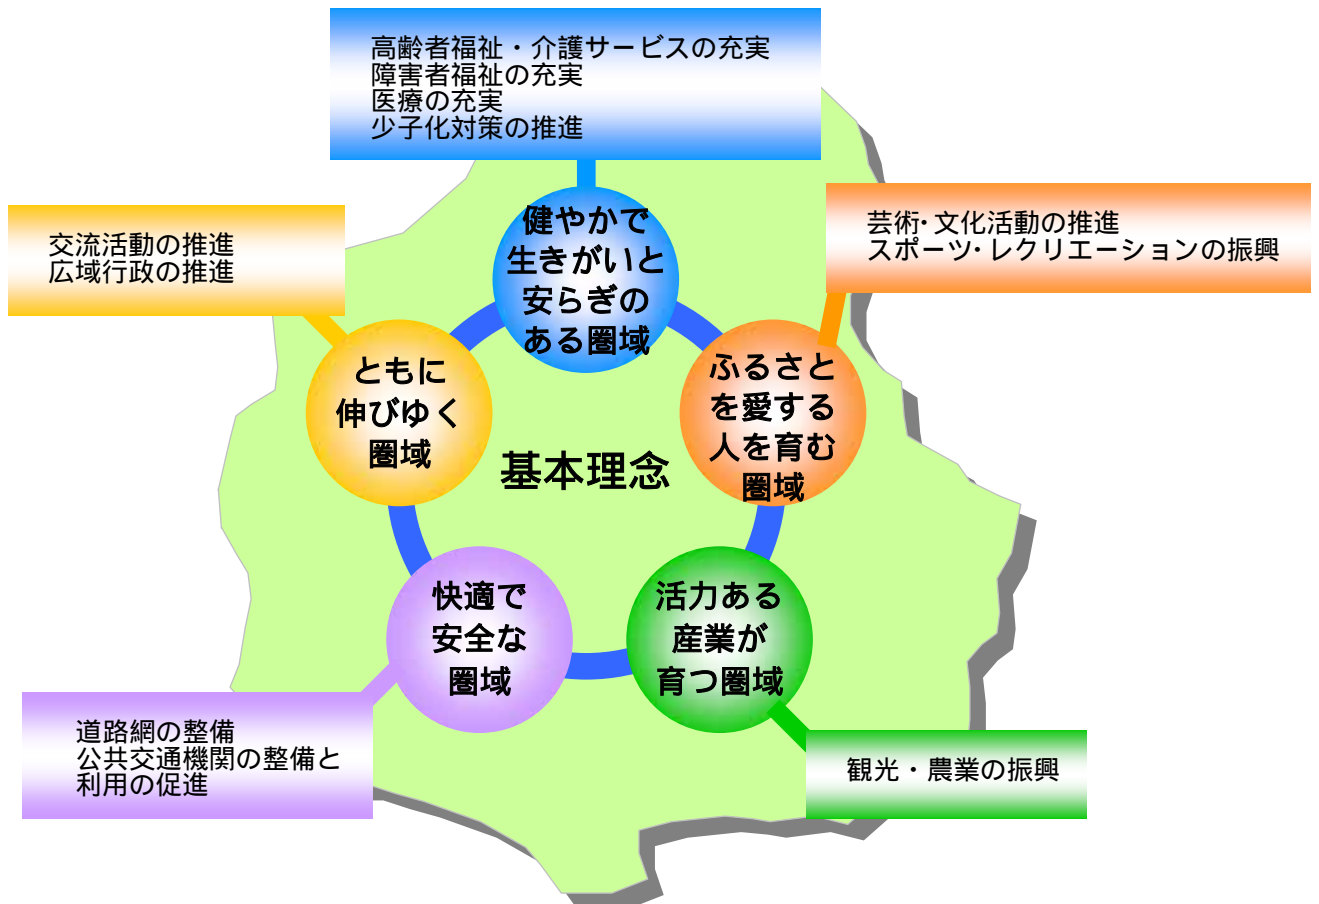 高齢者福祉・介護サービスの充実
障害者福祉の充実
医療の充実
少子化対策の推進
健やかで
生きがいと
安らぎの
ある圏域
芸術・文化活動の推進
スポーツ・レクリエーションの振興
ふるさと
を愛する
人を育む
圏域
交流活動の推進
広域行政の推進
ともに
伸びゆく
圏域
基本理念
快適で
安全な
圏域
道路網の整備
公共交通機関の整備と
利用の促進
活力ある
産業が
育つ圏域
観光・農業の振興